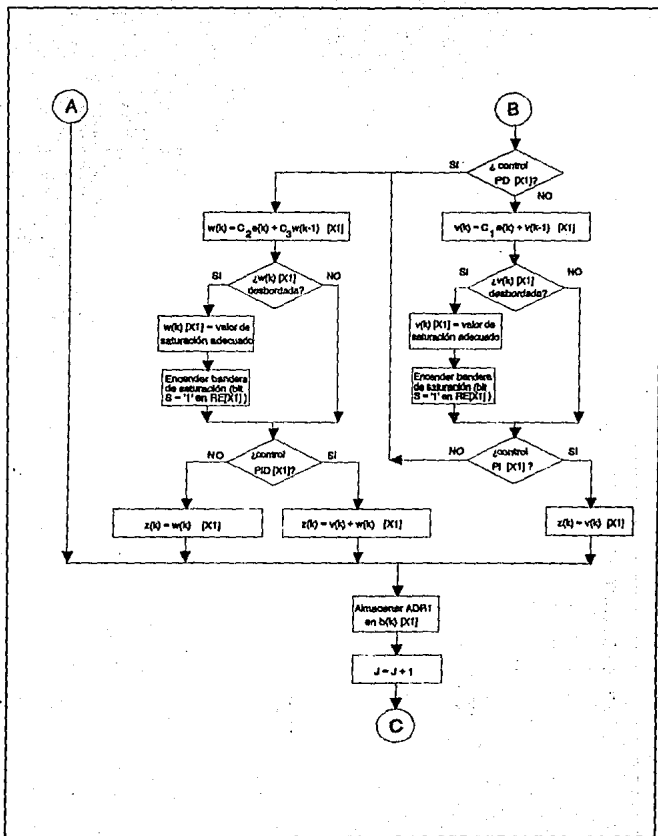 A
B
¿ control
PD [X1]?
SI
NO
w(k) = C2e(k) + C3w(k-1) [X1]
v(k) = C1e(k) + v(k-1) [X1]
¿w(k) [X1]
desbordada?
SI
NO
¿v(k) [X1]
desbordada?
SI
NO
w(k) [X1] = valor de
saturación adecuado
v(k) [X1] = valor de
saturación adecuado
Encender bandera
de saturación (bit
S = '1' en RE[X1] )
Encender bandera
de saturación (bit
S = '1' en RE[X1] )
NO
¿control
PID [X1]?
SI
NO
¿control
PI [X1] ?
SI
z(k) = w(k) [X1]
z(k) = v(k) + w(k) [X1]
z(k) = v(k) [X1]
Almacenar ADR1
en b(k) [X1]
J = J + 1
C